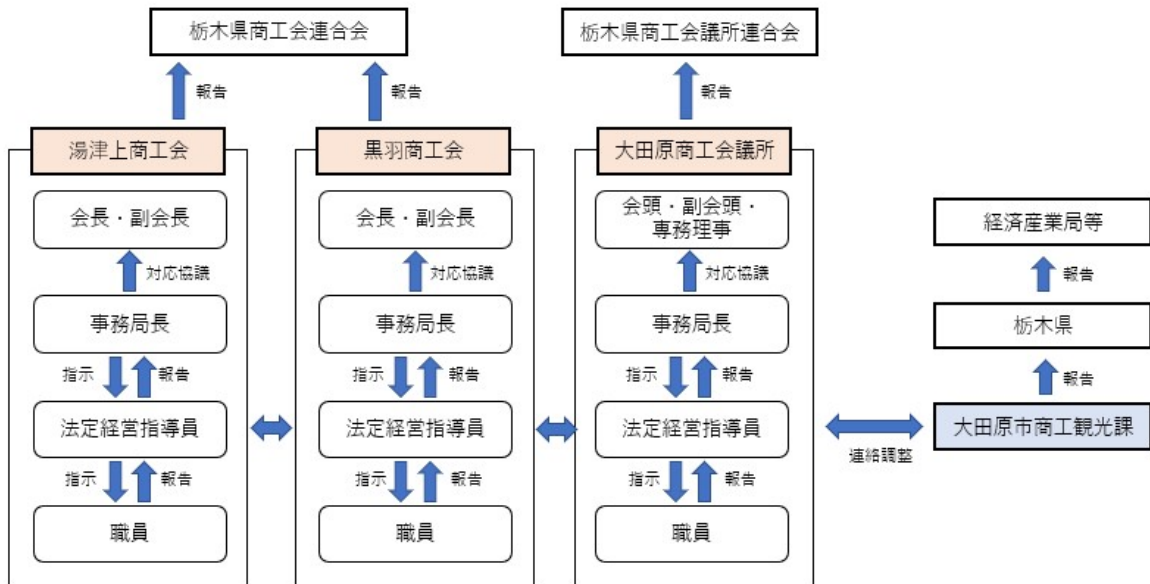 栃木県商工会連合会
栃木県商工会議所連合会
報告
報告
報告
湯津上商工会
黒羽商工会
大田原商工会議所
会長・副会長
会長・副会長
会頭・副会頭・
専務理事
経済産業局等
対応協議
対応協議
対応協議
報告
事務局長
事務局長
事務局長
栃木県
指示
報告
指示
報告
指示
報告
報告
法定経営指導員
法定経営指導員
法定経営指導員
大田原市商工観光課
連絡調整
指示
報告
指示
報告
指示
報告
職員
職員
職員